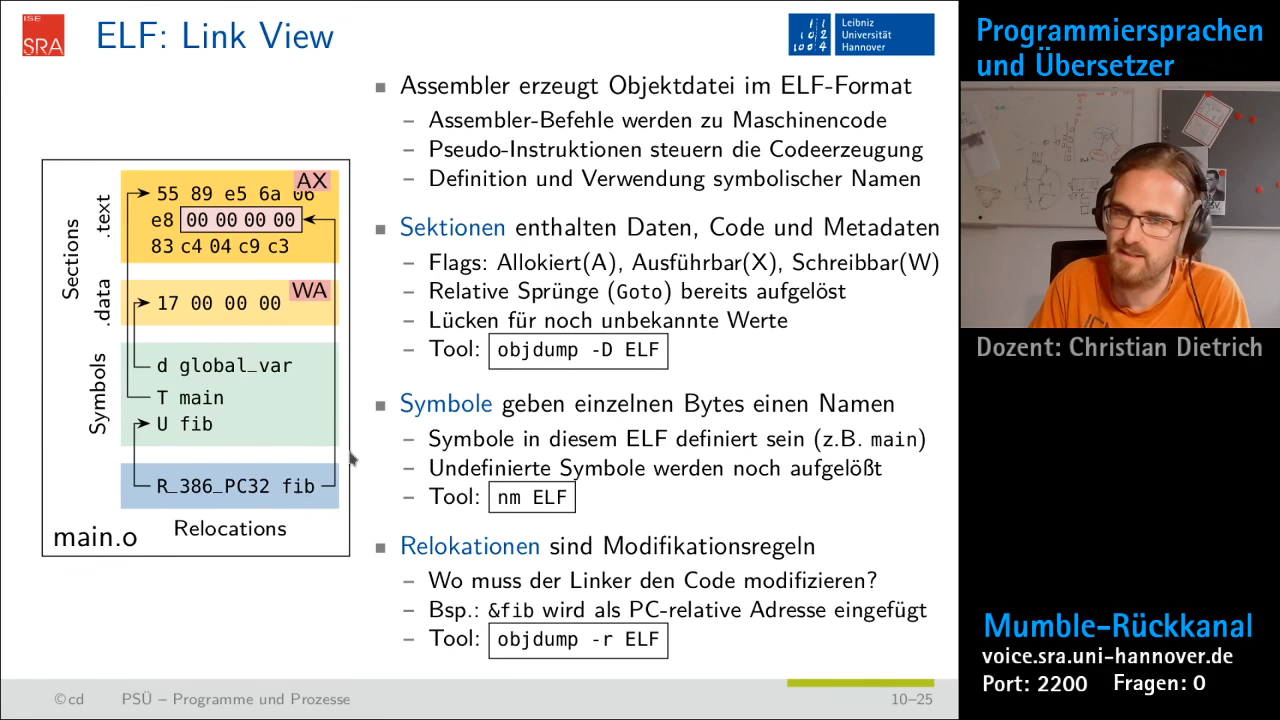 ISE
SRA
ELF: Link View
Leibniz
Universität
Hannover
Assembler erzeugt Objektdatei im ELF-Format
– Assembler-Befehle werden zu Maschinencode
– Pseudo-Instruktionen steuern die Codeerzeugung
– Definition und Verwendung symbolischer Namen
Sektionen enthalten Daten, Code und Metadaten
– Flags: Allokiert(A), Ausführbar(X), Schreibbar(W)
– Relative Sprünge (Goto) bereits aufgelöst
– Lücken für noch unbekannte Werte
– Tool: objdump -D ELF
Symbole geben einzelnen Bytes einen Namen
– Symbole in diesem ELF definiert sein (z.B. main)
– Undefinierte Symbole werden noch aufgelößt
– Tool: nm ELF
Relokationen sind Modifikationsregeln
– Wo muss der Linker den Code modifizieren?
– Bsp.: &fib wird als PC-relative Adresse eingefügt
– Tool: objdump -r ELF
Sections
.text
AX
55 89 e5 6a 06
e8 00 00 00 00
83 c4 04 c9 c3
.data
WA
17 00 00 00
Symbols
d global_var
T main
U fib
R_386_PC32 fib
Relocations
main.o
©cd
PSÜ – Programme und Prozesse
10–25
Programmiersprachen
und Übersetzer
Dozent: Christian Dietrich
Mumble-Rückkanal
voice.sra.uni-hannover.de
Port: 2200 Fragen: 0